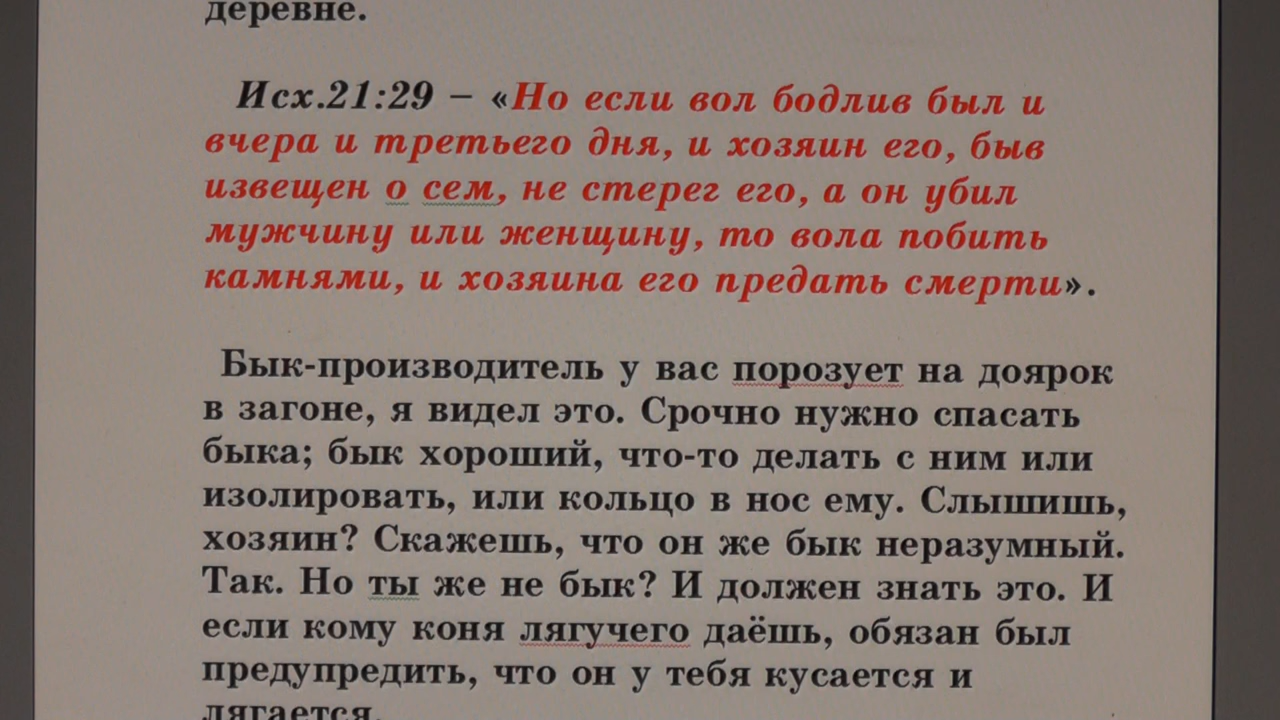 деревне.
Исх.21:29 – «Но если вол бодлив был и
вчера и третьего дня, и хозяин его, быв
извещен о сем, не стерег его, а он убил
мужчину или женщину, то вола побить
камнями, и хозяина его предать смерти».
Бык-производитель у вас порозует на доярок
в загоне, я видел это. Срочно нужно спасать
быка; бык хороший, что-то делать с ним или
изолировать, или кольцо в нос ему. Слышишь,
хозяин? Скажешь, что он же бык неразумный.
Так. Но ты же не бык? И должен знать это. И
если кому коня лягучего даёшь, обязан был
предупредить, что он у тебя кусается и
лягается.